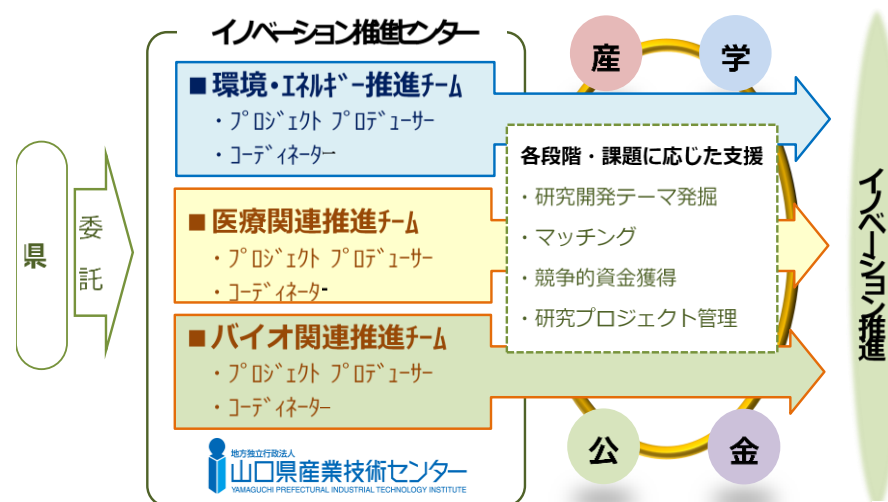 イノベーション推進センター
産
学
■環境・ｴﾈﾙｷﾞｰ推進ﾁｰﾑ
・ﾌﾟﾛｼﾞｪｸﾄ ﾌﾟﾛﾃﾞｭｰｻｰ
・ｺｰﾃﾞｨﾈｰﾀｰ
県
委託
各段階・課題に応じた支援
・研究開発テーマ発掘
・マッチング
・競争的資金獲得
・研究プロジェクト管理
■医療関連推進ﾁｰﾑ
・ﾌﾟﾛｼﾞｪｸﾄ ﾌﾟﾛﾃﾞｭｰｻｰ
・ｺｰﾃﾞｨﾈｰﾀｰ
■バイオ関連推進ﾁｰﾑ
・ﾌﾟﾛｼﾞｪｸﾄ ﾌﾟﾛﾃﾞｭｰｻｰ
・ｺｰﾃﾞｨﾈｰﾀｰ
イノベーション推進
公
金
地方独立行政法人
山口県産業技術センター
YAMAGUCHI PREFECTURAL INDUSTRIAL TECHNOLOGY INSTITUTE